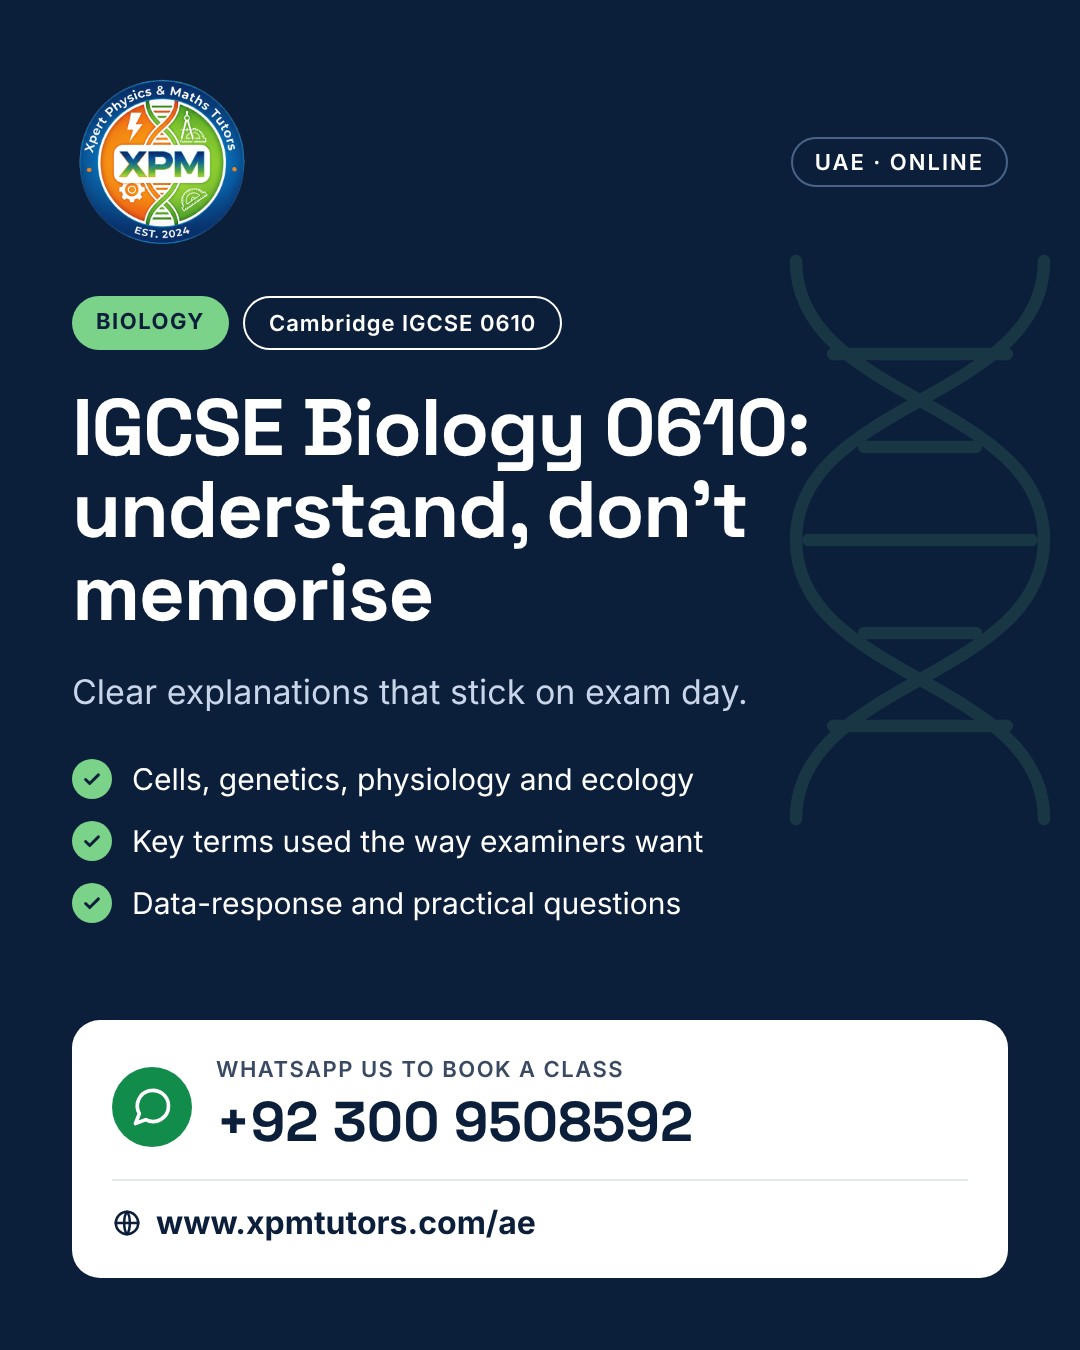 Xpert Physics & Maths Tutors
XPM
EST. 2024
UAE · ONLINE
BIOLOGY
Cambridge IGCSE 0610
IGCSE Biology 0610:
understand, don’t
memorise
Clear explanations that stick on exam day.
Cells, genetics, physiology and ecology
Key terms used the way examiners want
Data-response and practical questions
WHATSAPP US TO BOOK A CLASS
+92 300 9508592
www.xpmtutors.com/ae